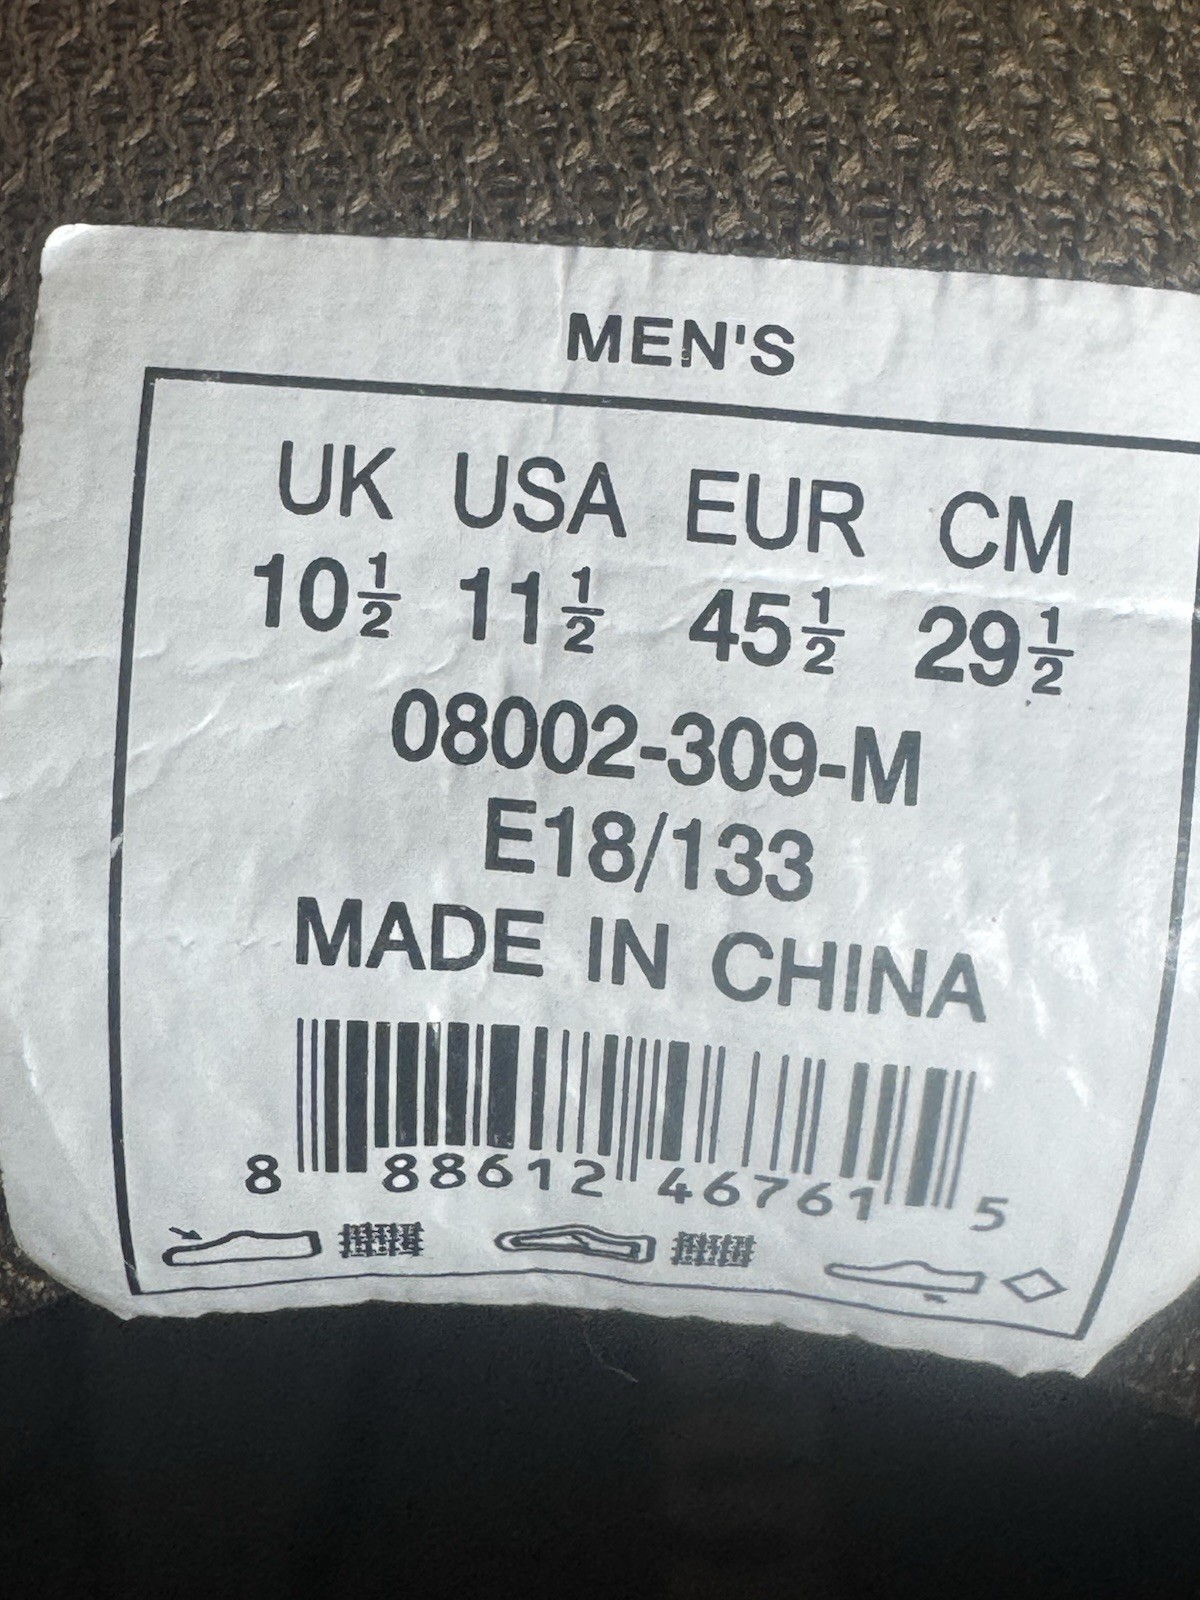 MEN'S
UK USA EUR CM
10½ 11½ 45½ 29½
08002-309-M
E18/133
MADE IN CHINA
8 88612 46761 5